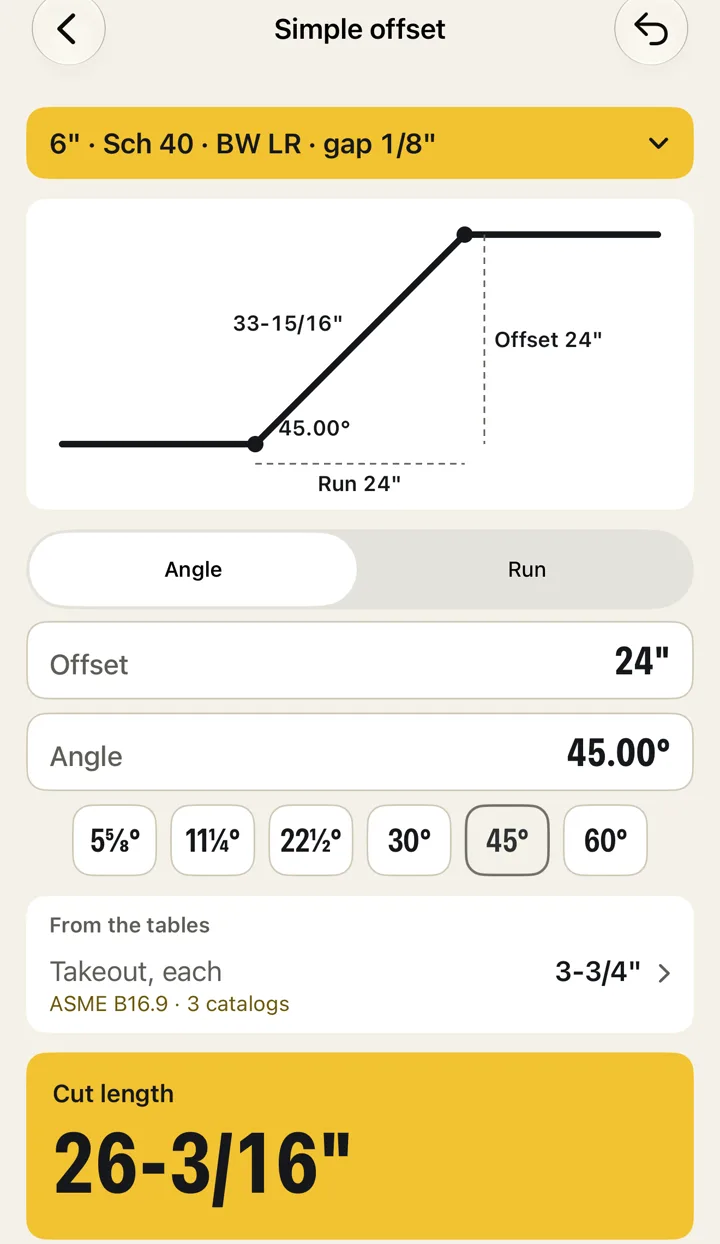 Simple offset
6" · Sch 40 · BW LR · gap 1/8"
33-15/16"
Offset 24"
45.00°
Run 24"
Angle Run
Offset 24"
Angle 45.00°
5⅝° 11¼° 22½° 30° 45° 60°
From the tables
Takeout, each 3-3/4"
ASME B16.9 · 3 catalogs
Cut length
26-3/16"